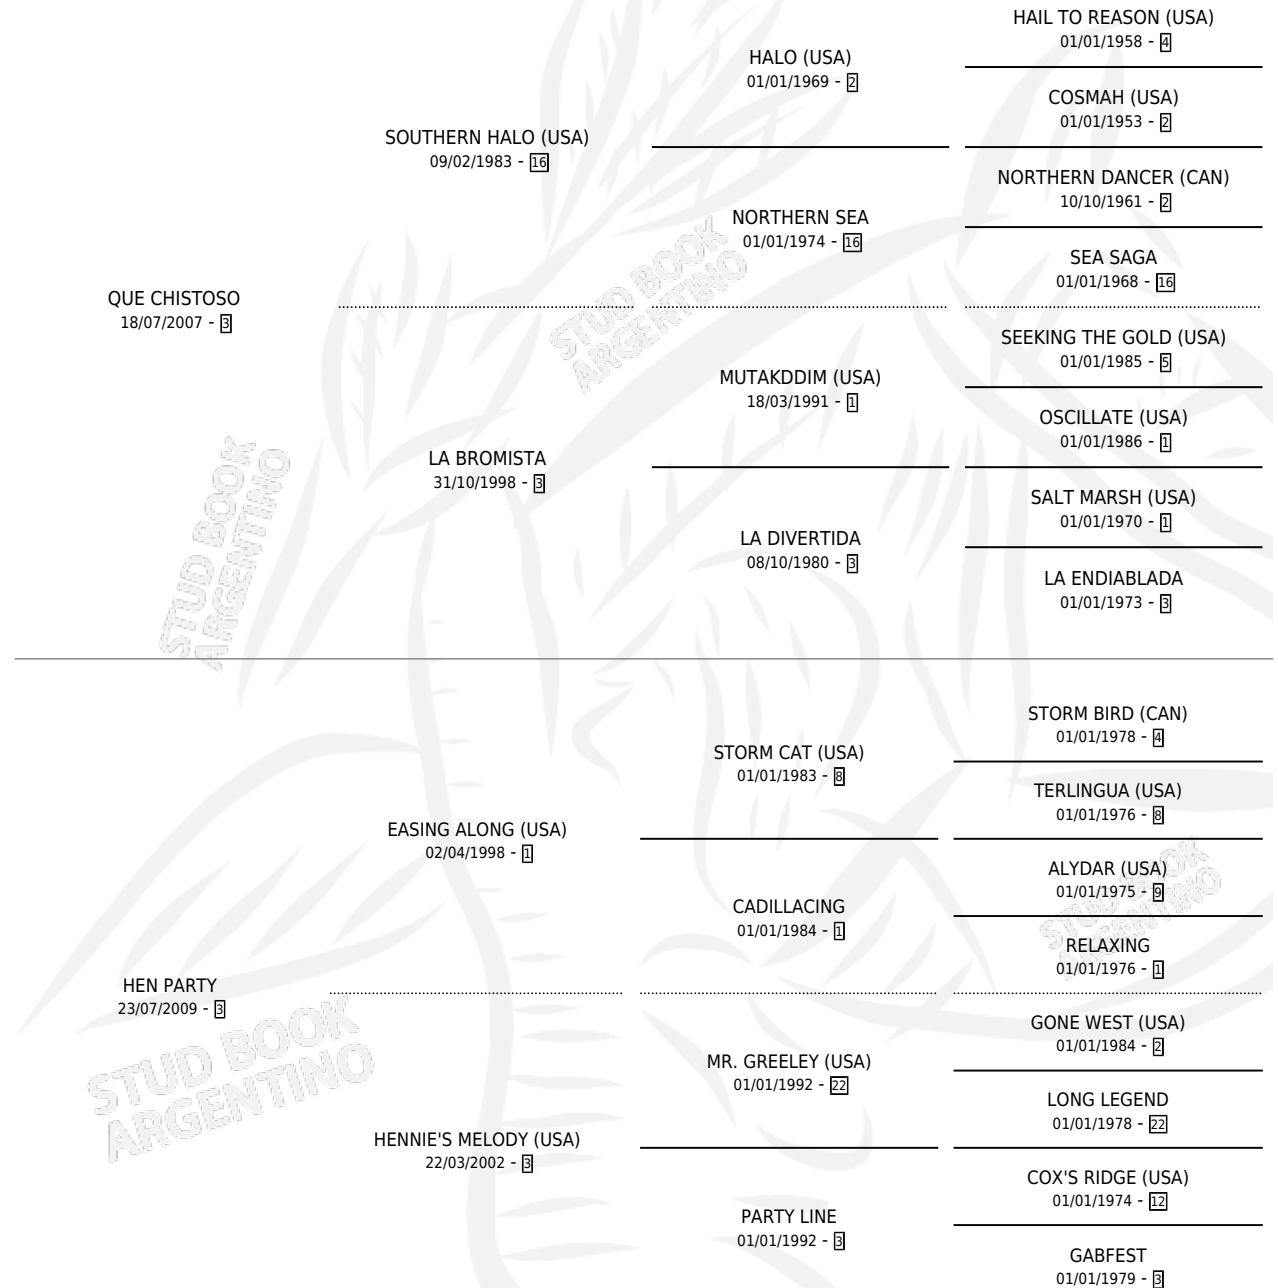 HAIL TO REASON (USA)
01/01/1958 - 4
HALO (USA)
01/01/1969 - 2
COSMAH (USA)
01/01/1953 - 2
SOUTHERN HALO (USA)
09/02/1983 - 16
NORTHERN DANCER (CAN)
10/10/1961 - 2
NORTHERN SEA
01/01/1974 - 16
SEA SAGA
01/01/1968 - 16
QUE CHISTOSO
18/07/2007 - 3
STUD BOOK
ARGENTINO
SEEKING THE GOLD (USA)
01/01/1985 - 5
MUTAKDDIM (USA)
18/03/1991 - 1
OSCILLATE (USA)
01/01/1986 - 1
LA BROMISTA
31/10/1998 - 3
SALT MARSH (USA)
01/01/1970 - 1
LA DIVERTIDA
08/10/1980 - 3
LA ENDIABLADA
01/01/1973 - 3
STUD BOOK
ARGENTINO
STORM BIRD (CAN)
01/01/1978 - 4
STORM CAT (USA)
01/01/1983 - 8
TERLINGUA (USA)
01/01/1976 - 8
EASING ALONG (USA)
02/04/1998 - 1
ALYDAR (USA)
01/01/1975 - 9
CADILLACING
01/01/1984 - 1
STUD BOOK
ARGENTINO
RELAXING
01/01/1976 - 1
HEN PARTY
23/07/2009 - 3
GONE WEST (USA)
01/01/1984 - 2
MR. GREELEY (USA)
01/01/1992 - 22
LONG LEGEND
01/01/1978 - 22
STUD BOOK
ARGENTINO
HENNIE'S MELODY (USA)
22/03/2002 - 3
COX'S RIDGE (USA)
01/01/1974 - 12
PARTY LINE
01/01/1992 - 3
GABFEST
01/01/1979 - 3